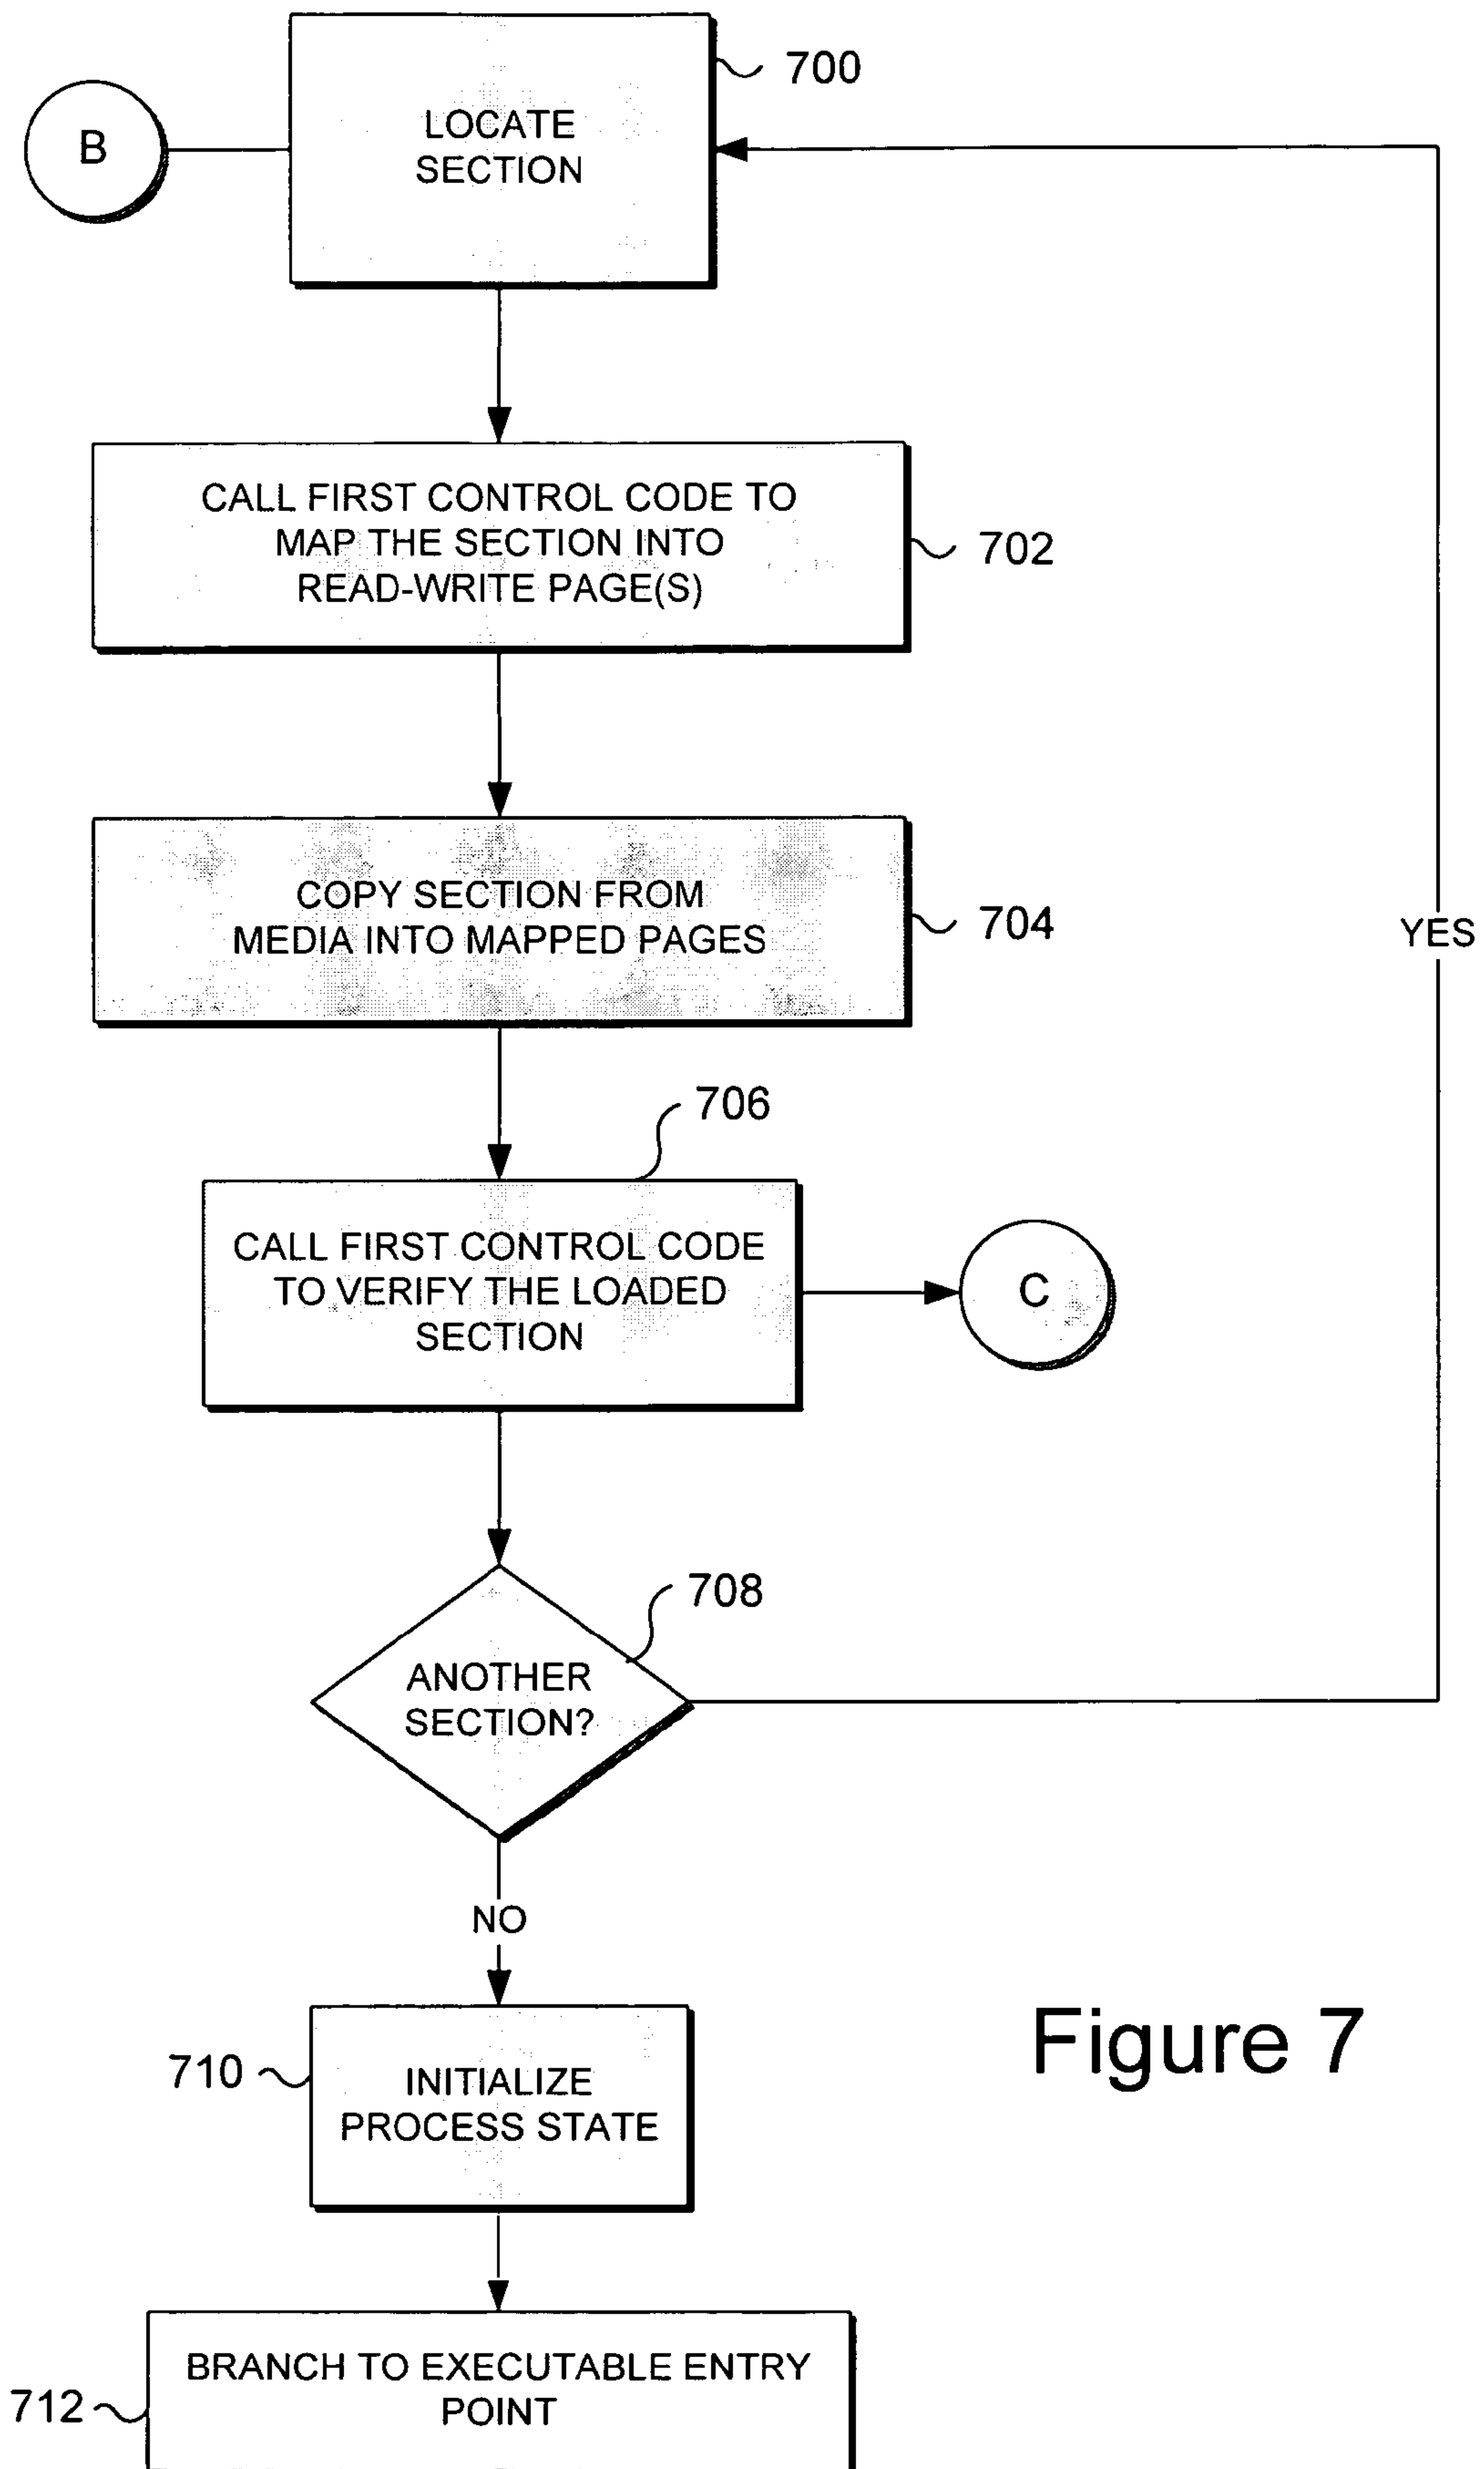 700
B
LOCATE
SECTION
CALL FIRST CONTROL CODE TO
MAP THE SECTION INTO
READ-WRITE PAGE(S)
702
COPY SECTION FROM
MEDIA INTO MAPPED PAGES
704
YES
706
CALL FIRST CONTROL CODE
TO VERIFY THE LOADED
SECTION
C
708
ANOTHER
SECTION?
NO
710
INITIALIZE
PROCESS STATE
Figure 7
BRANCH TO EXECUTABLE ENTRY
POINT
712